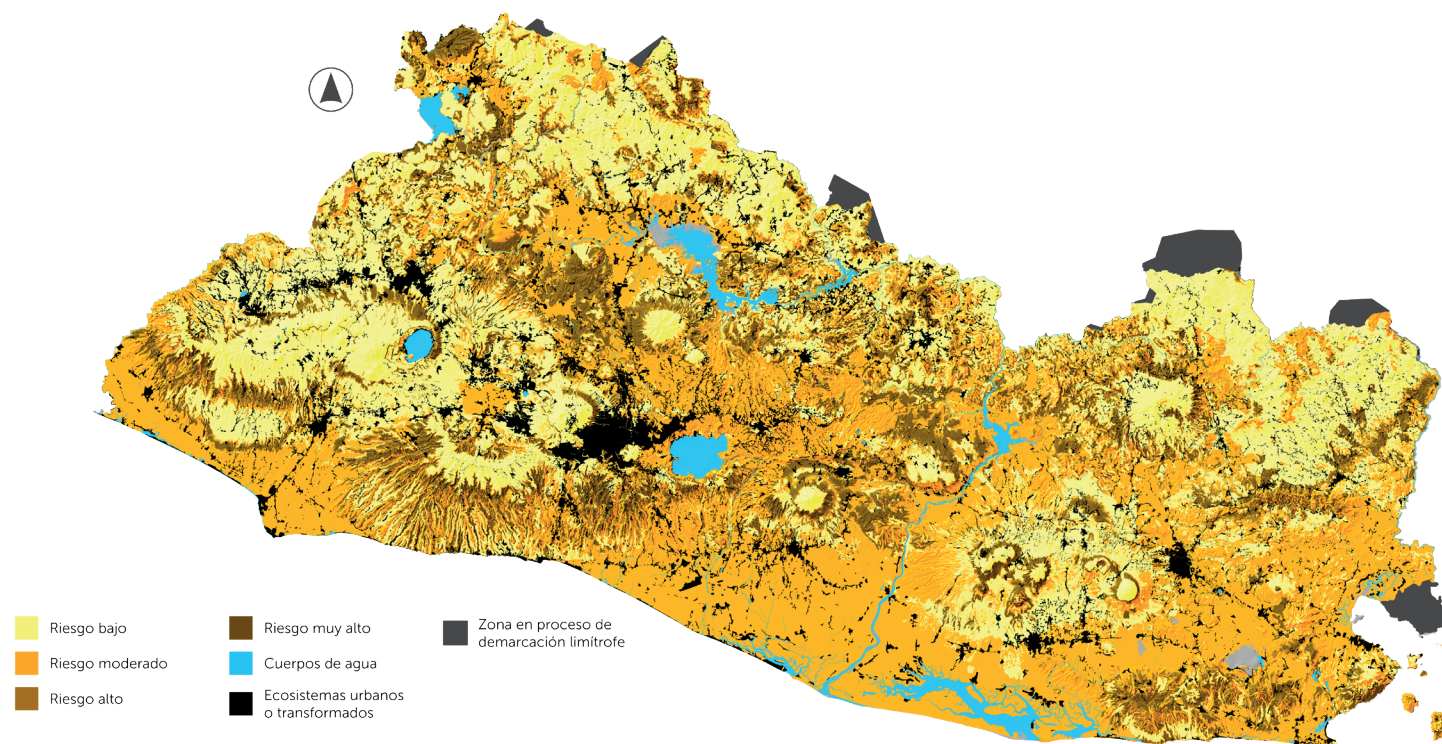 Riesgo bajo
Riesgo moderado
Riesgo alto
Riesgo muy alto
Cuerpos de agua
Ecosistemas urbanos
o transformados
Zona en proceso de
demarcación limítrofe